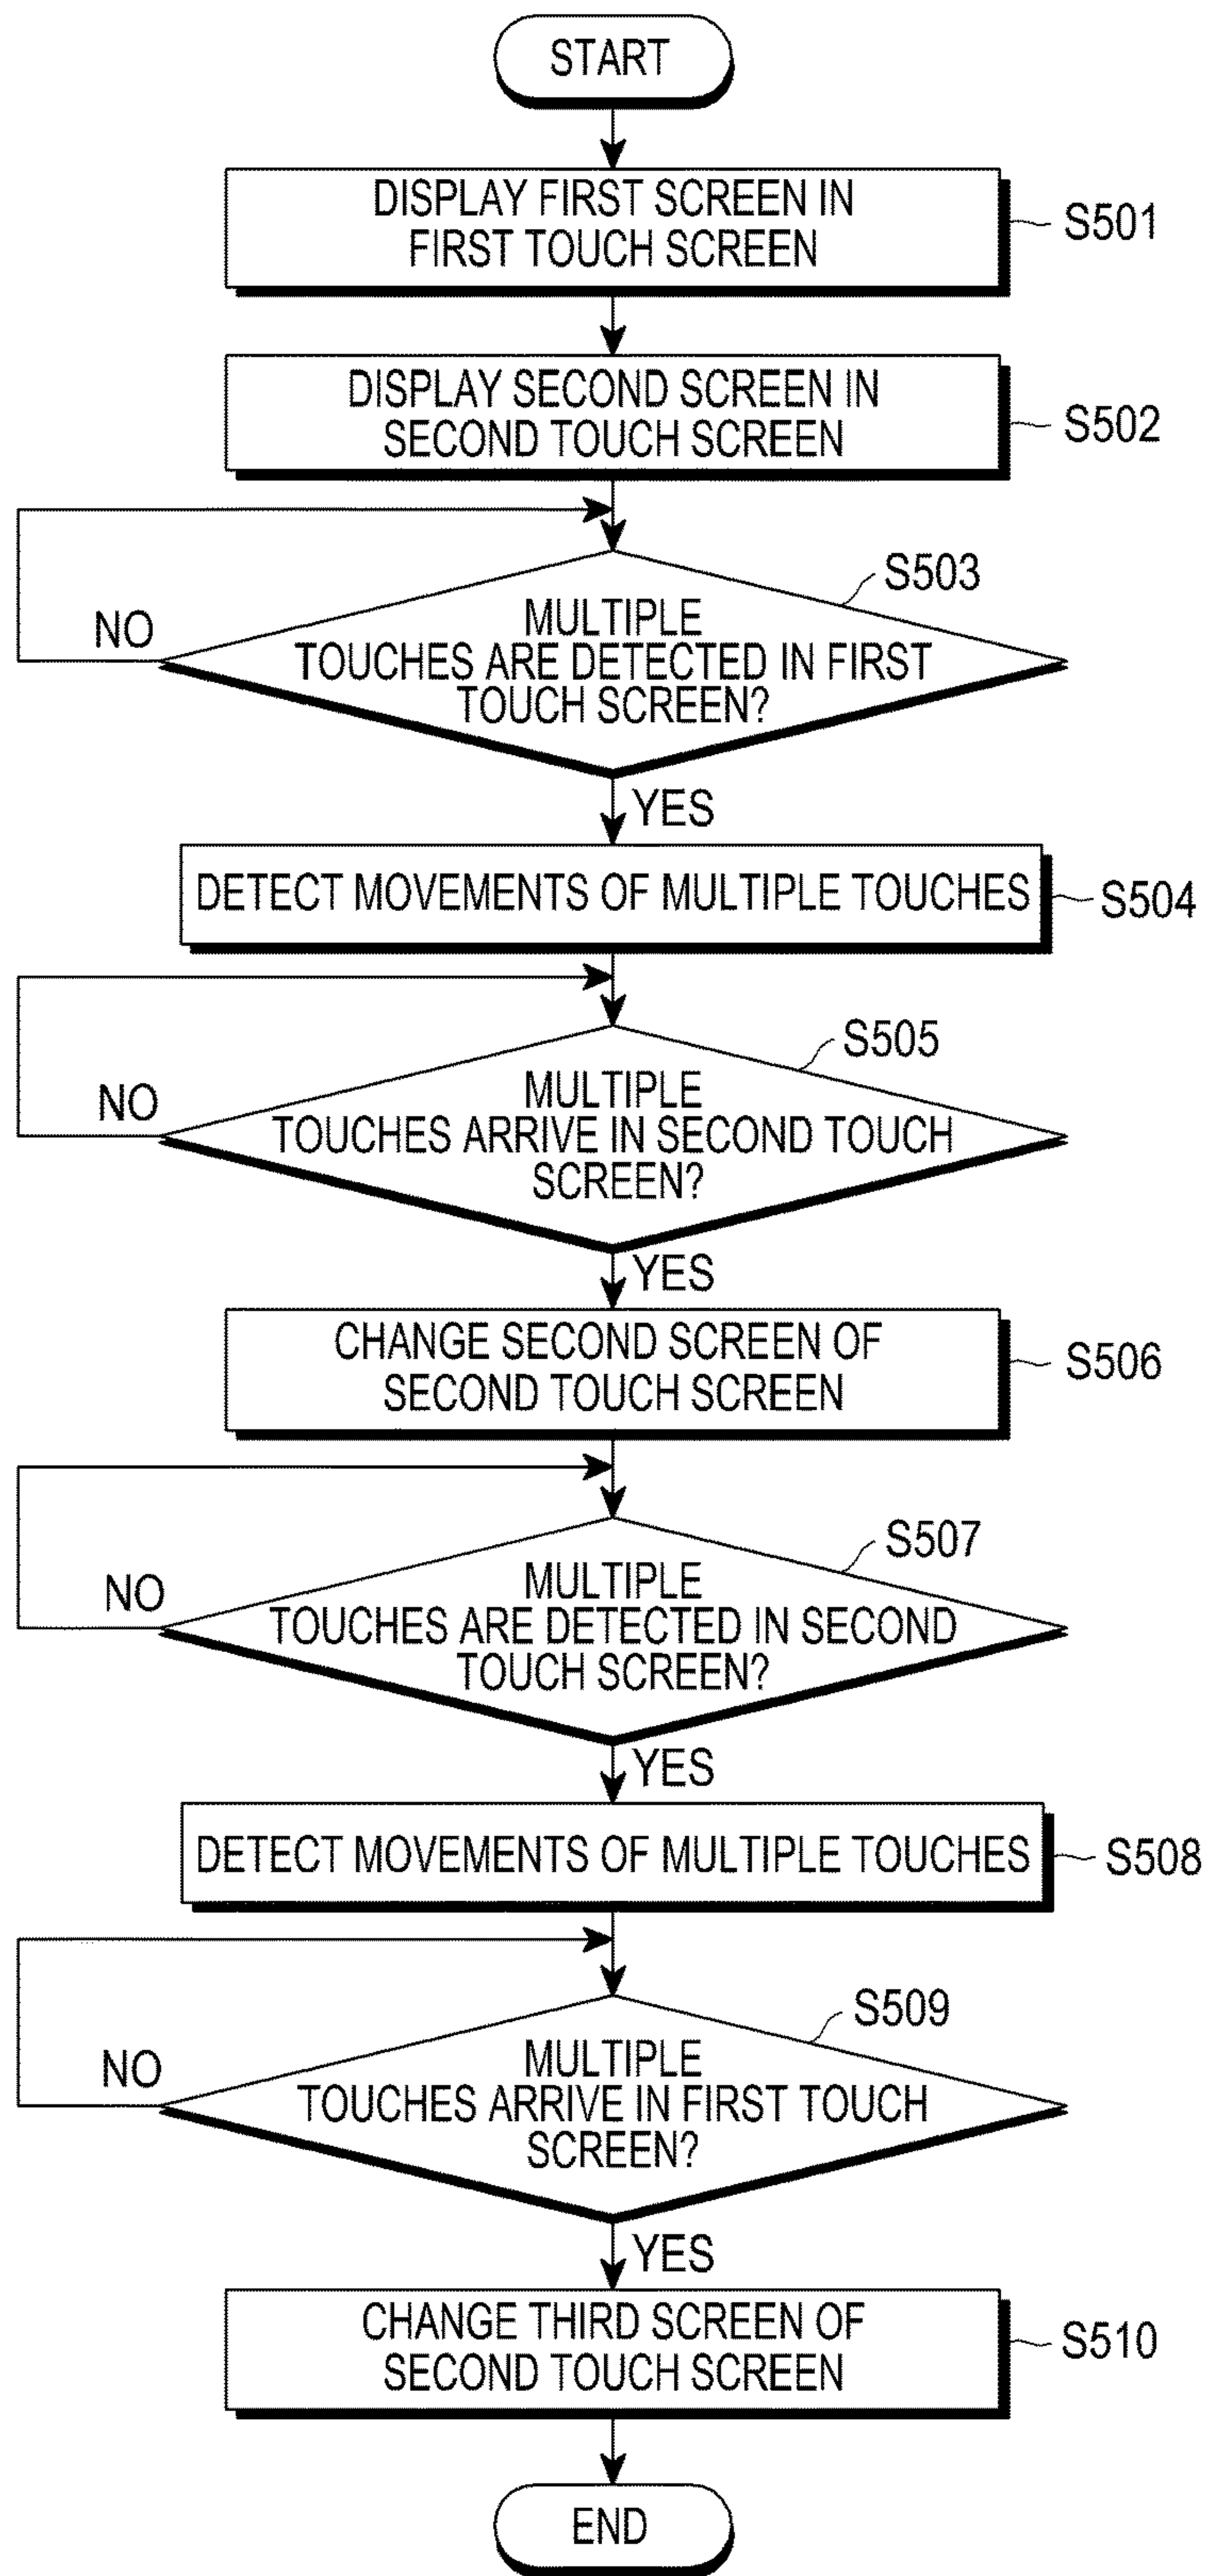 START
DISPLAY FIRST SCREEN IN
FIRST TOUCH SCREEN
S501
DISPLAY SECOND SCREEN IN
SECOND TOUCH SCREEN
S502
S503
NO
MULTIPLE
TOUCHES ARE DETECTED IN FIRST
TOUCH SCREEN?
YES
DETECT MOVEMENTS OF MULTIPLE TOUCHES
S504
S505
NO
MULTIPLE
TOUCHES ARRIVE IN SECOND TOUCH
SCREEN?
YES
CHANGE SECOND SCREEN OF
SECOND TOUCH SCREEN
S506
S507
NO
MULTIPLE
TOUCHES ARE DETECTED IN SECOND
TOUCH SCREEN?
YES
DETECT MOVEMENTS OF MULTIPLE TOUCHES
S508
S509
NO
MULTIPLE
TOUCHES ARRIVE IN FIRST TOUCH
SCREEN?
YES
CHANGE THIRD SCREEN OF
SECOND TOUCH SCREEN
S510
END